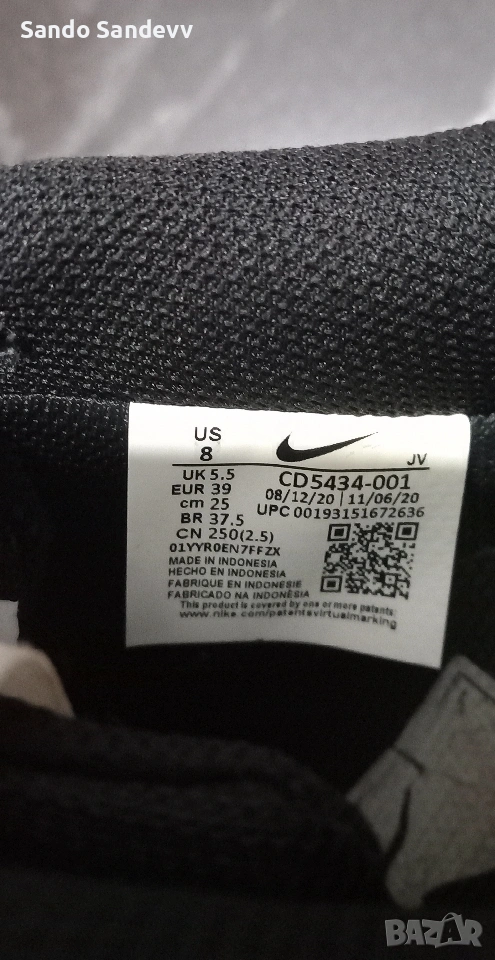 Sando Sandevv
US
8
JV
UK 5.5
EUR 39
cm 25
BR 37.5
CN 250(2.5)
CD5434-001
08/12/20 | 11/06/20
UPC 00193151672636
01YYR0EN7FFZX
MADE IN INDONESIA
HECHO EN INDONESIA
FABRIQUE EN INDONESIE
FABRICADO NA INDONÉSIA
This product is covered by one or more patents:
www.nike.com/patentsvirtualmarking
BAZAR